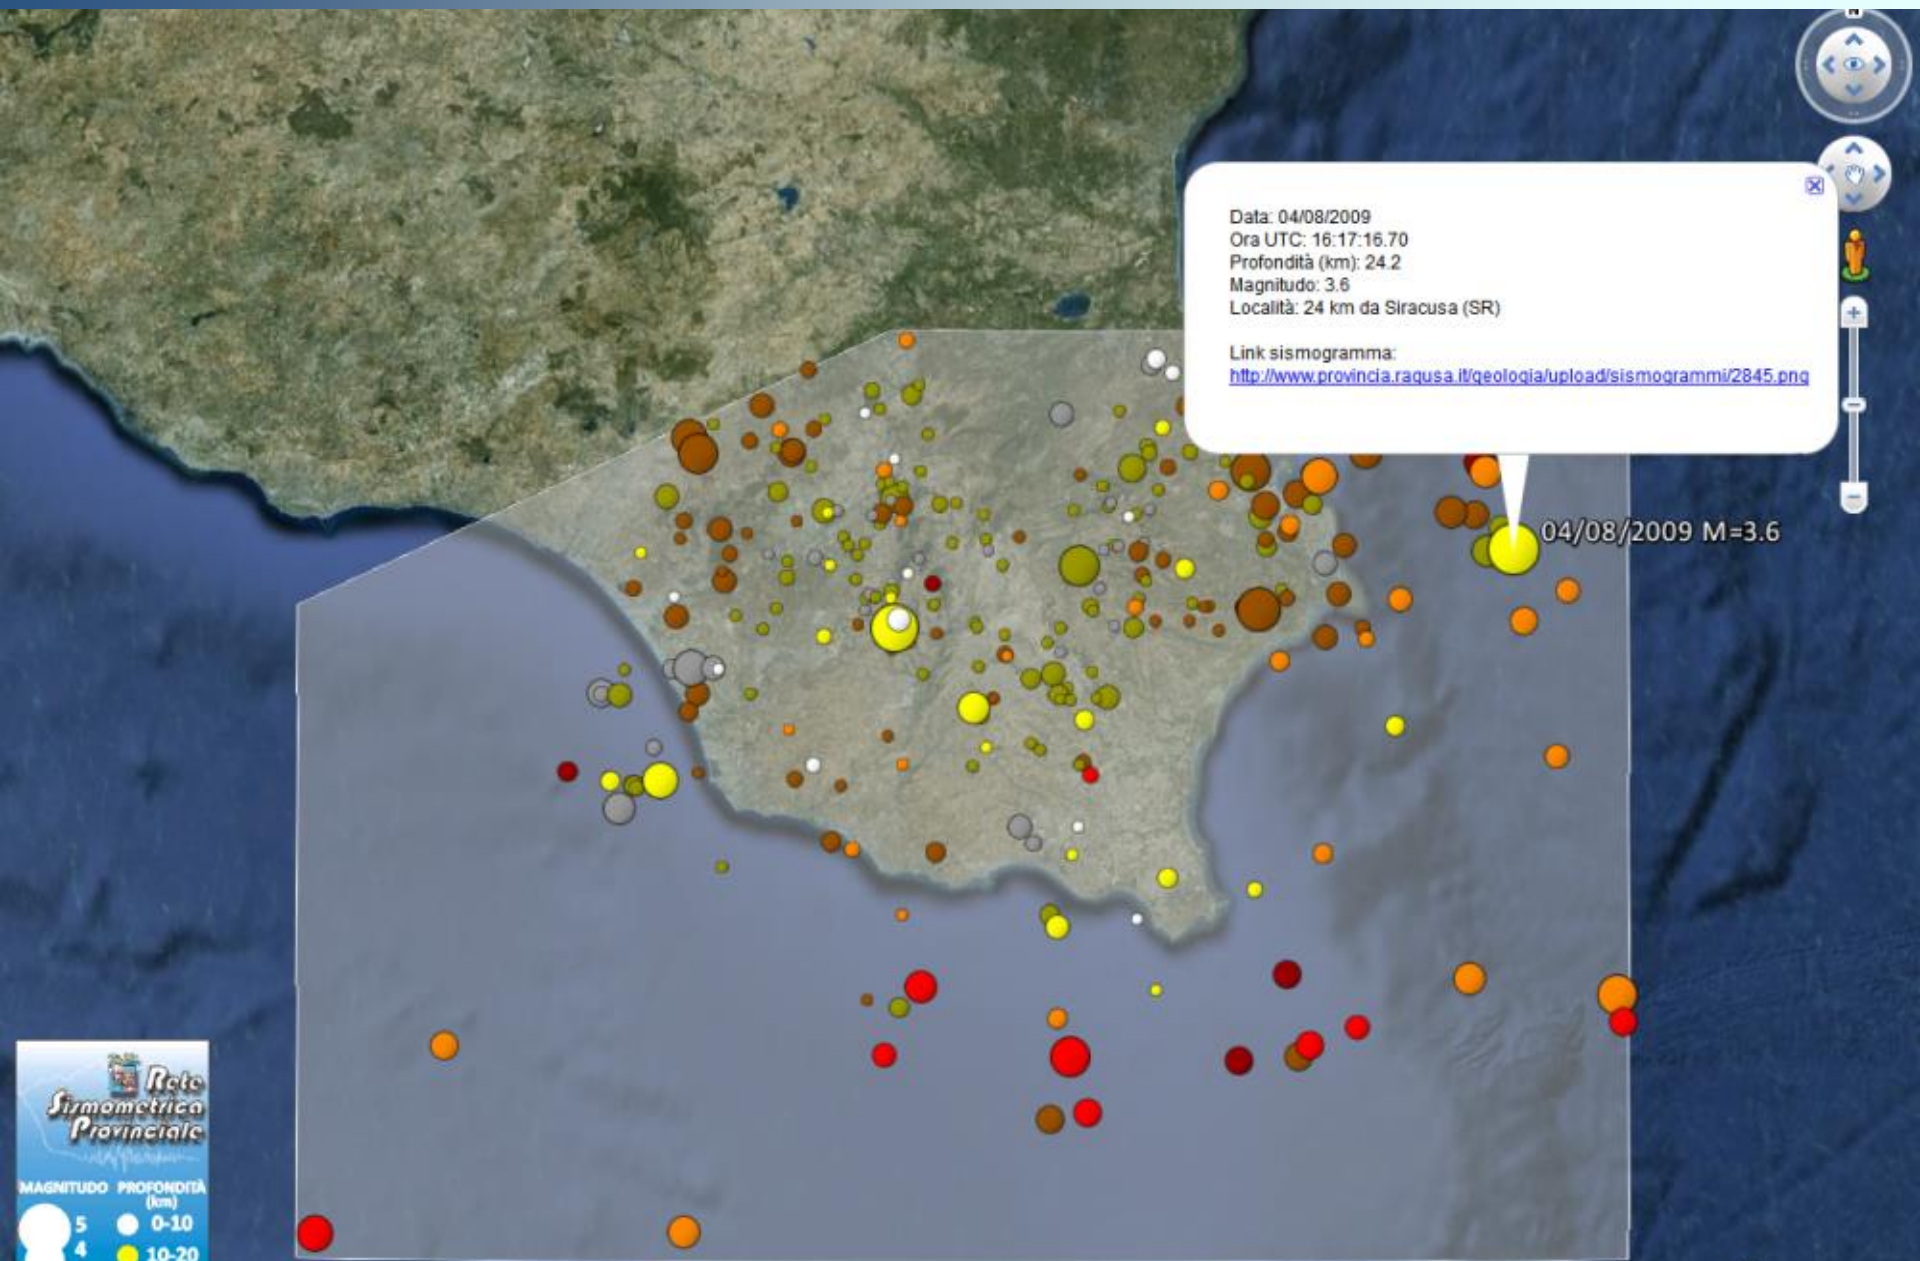 N
Data: 04/08/2009
Ora UTC: 16:17:16.70
Profondità (km): 24.2
Magnitudo: 3.6
Località: 24 km da Siracusa (SR)
Link sismogramma:
http://www.provincia.ragusa.it/geologia/upload/sismogrammi/2845.png
04/08/2009 M=3.6
Rete
Sismometrica
Provinciale
MAGNITUDO PROFONDITÀ
(km)
5 0-10
4 10-20